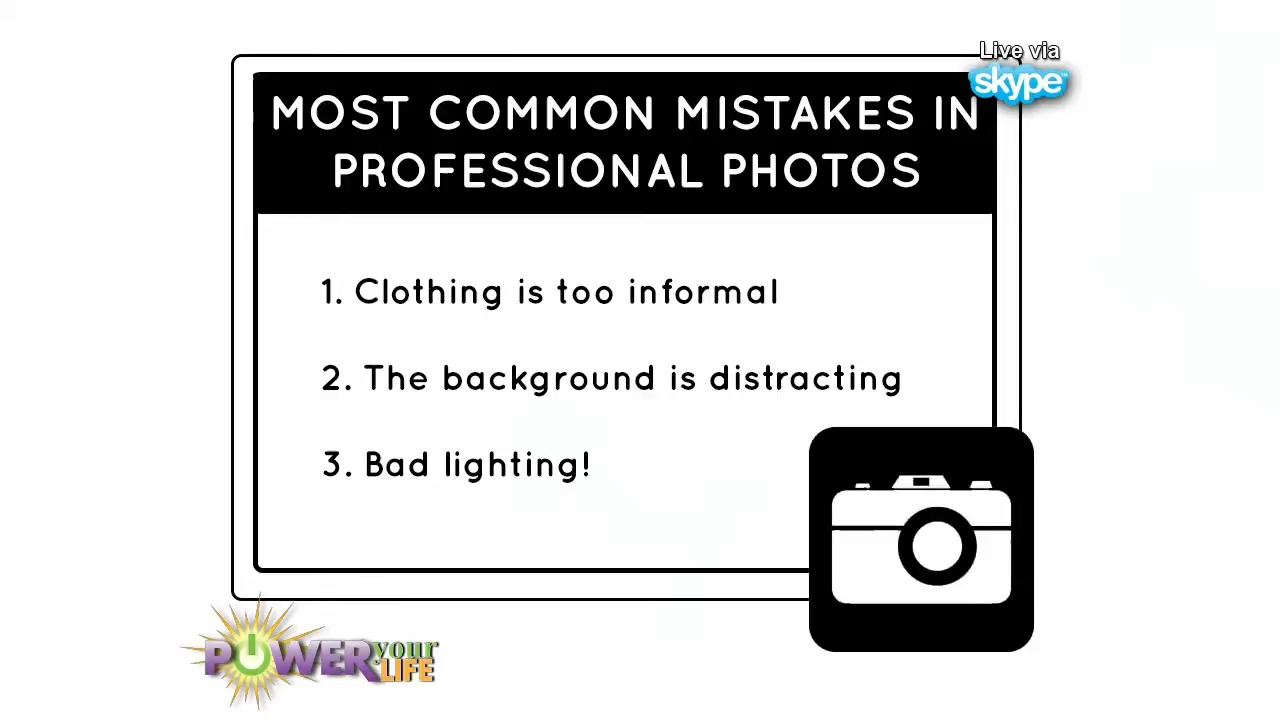 Live via
skype™
MOST COMMON MISTAKES IN
PROFESSIONAL PHOTOS
1. Clothing is too informal
2. The background is distracting
3. Bad lighting!
POWER your
LIFE